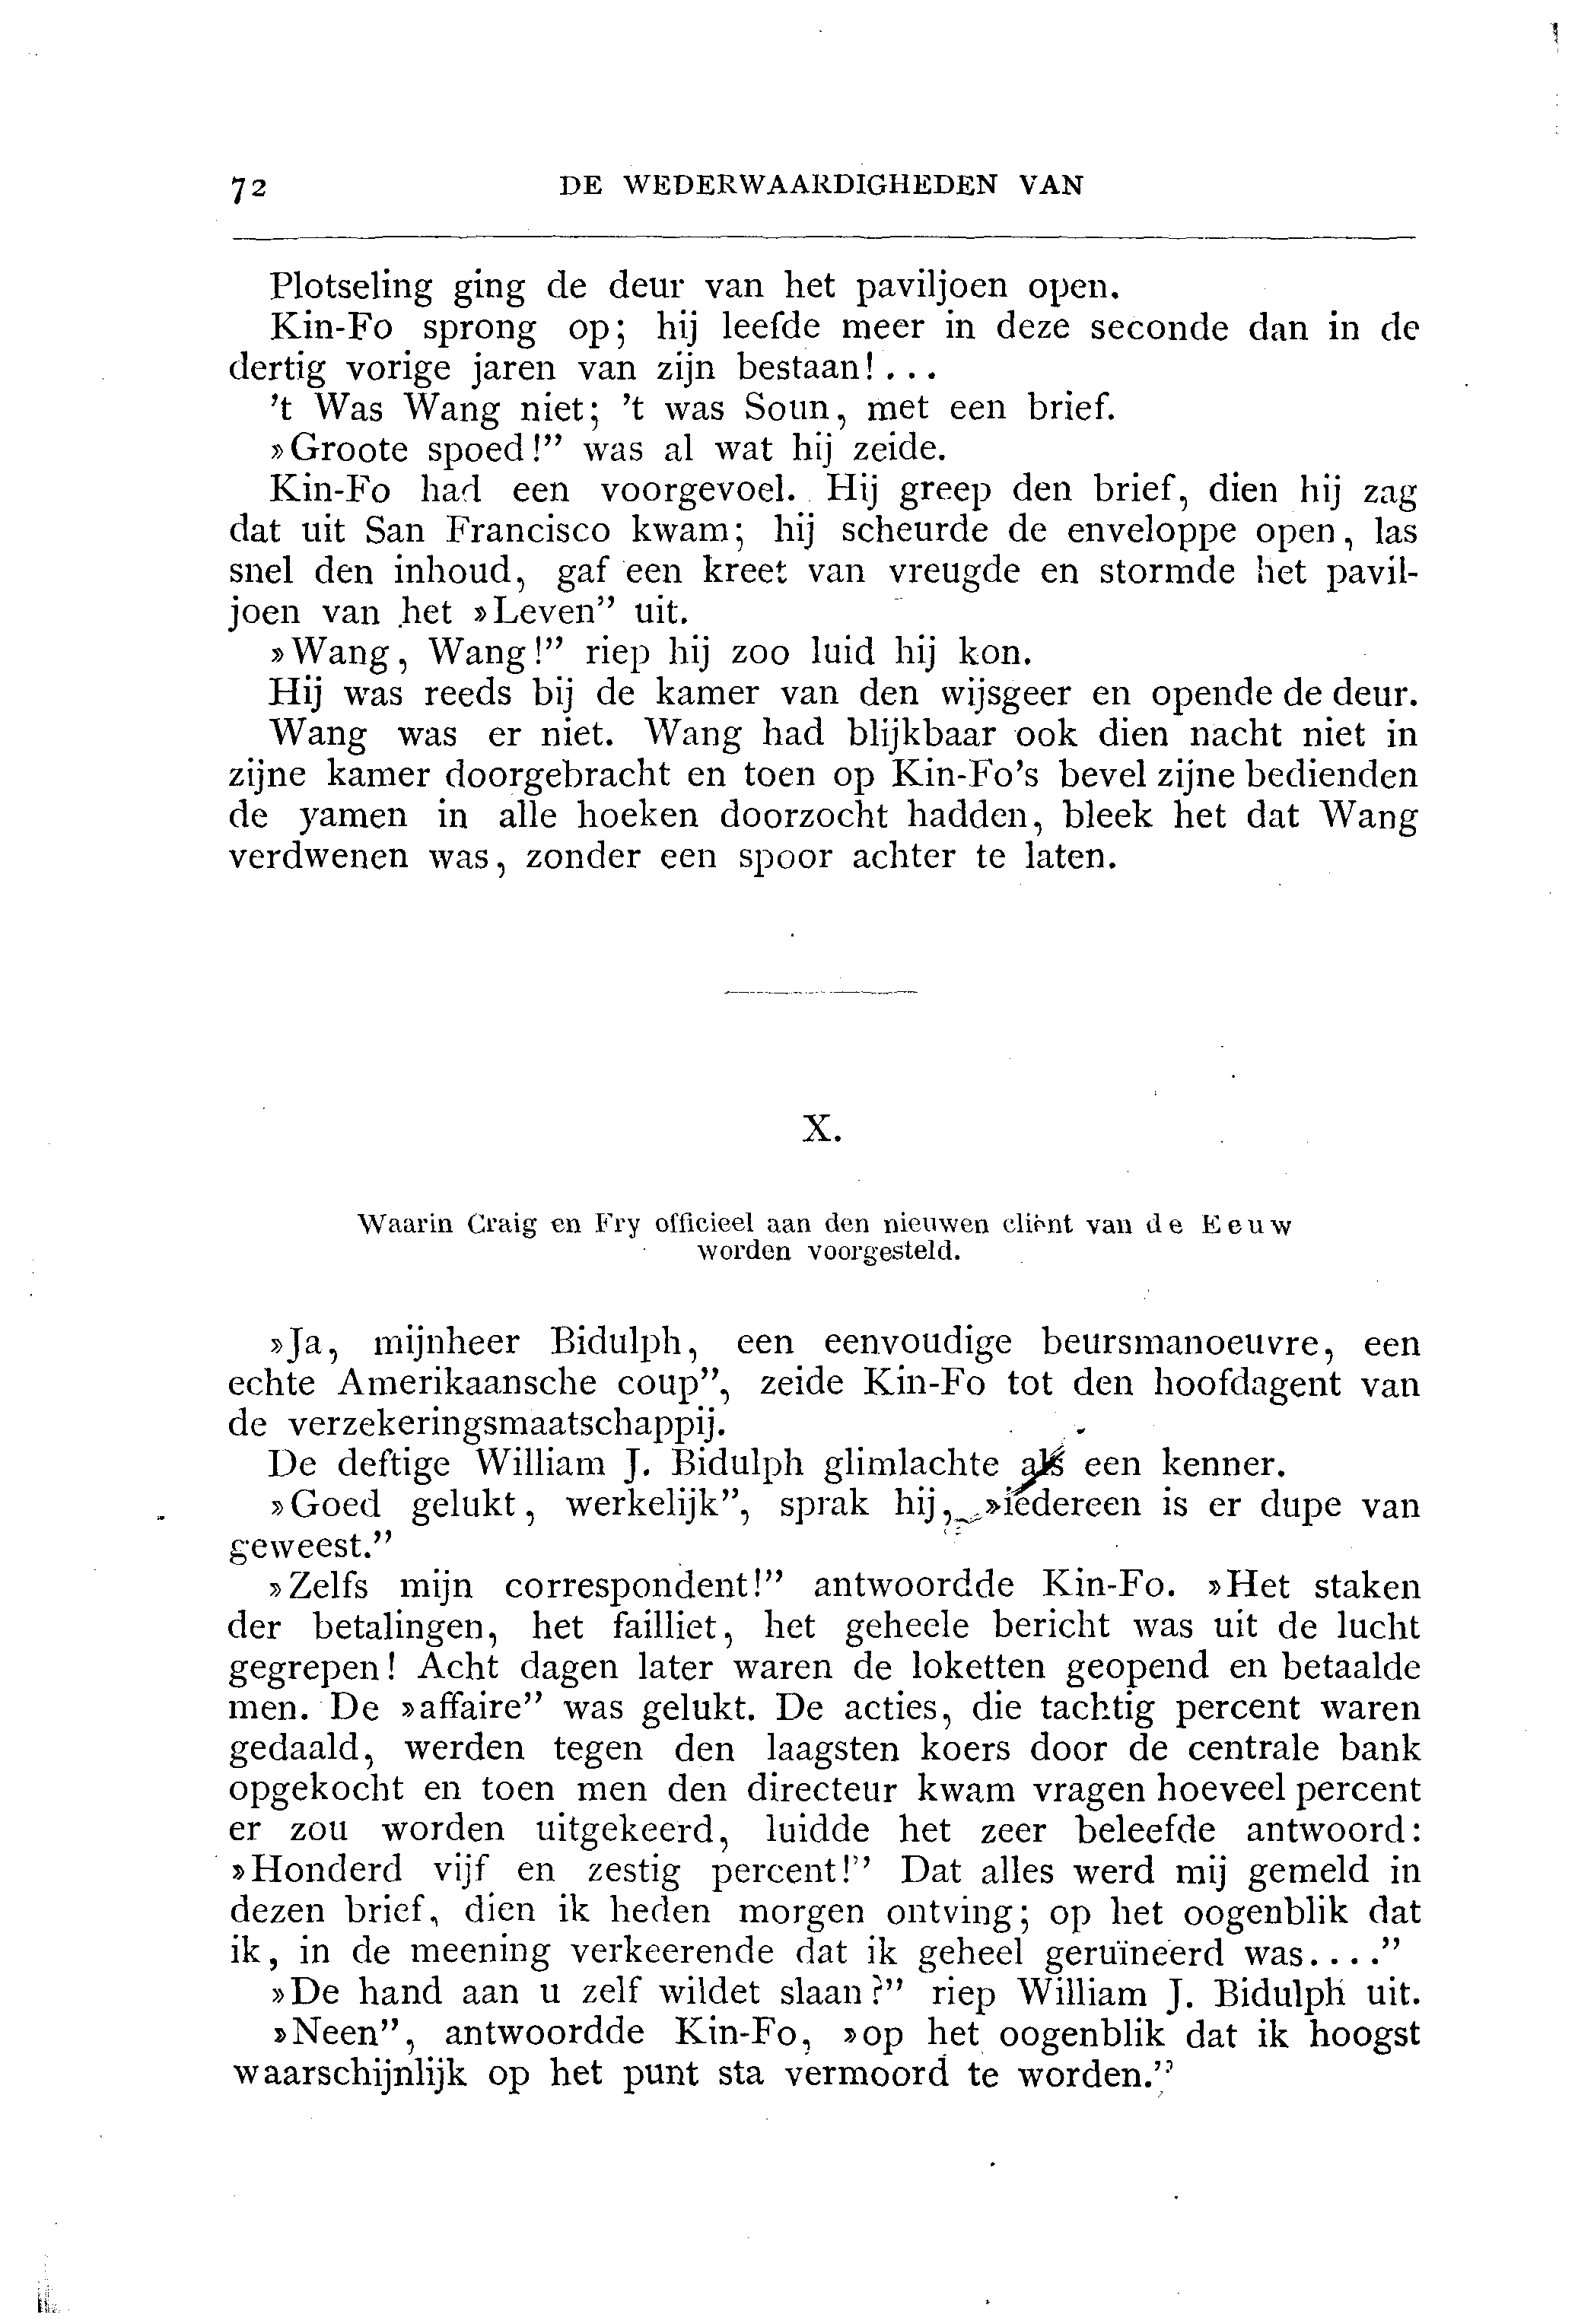 72 DE WEDERWAARDIGHEDEN VAN
Plotseling ging de deur van het paviljoen open.
Kin-Fo sprong op; hij leefde meer in deze seconde dan in de
dertig vorige jaren van zijn bestaan!...
't Was Wang niet; 't was Soun, met een brief.
»Groote spoed!” was al wat hij zeide.
Kin-Fo had een voorgevoel. Hij greep den brief, dien hij zag
dat uit San Francisco kwam; hij scheurde de enveloppe open, las
snel den inhoud, gaf een kreet van vreugde en stormde het pavil-
joen van het »Leven” uit.
»Wang, Wang!” riep hij zoo luid hij kon.
Hij was reeds bij de kamer van den wijsgeer en opende de deur.
Wang was er niet. Wang had blijkbaar ook dien nacht niet in
zijne kamer doorgebracht en toen op Kin-Fo's bevel zijne bedienden
de yamen in alle hoeken doorzocht hadden, bleek het dat Wang
verdwenen was, zonder een spoor achter te laten.
X.
Waarin Craig en Fry officieel aan den nieuwen cliënt van de Eeuw
worden voorgesteld.
»Ja, mijnheer Bidulph, een eenvoudige beursmanoeuvre, een
echte Amerikaansche coup”, zeide Kin-Fo tot den hoofdagent van
de verzekeringsmaatschappij.
De deftige William J. Bidulph glimlachte als een kenner.
»Goed gelukt, werkelijk”, sprak hij, »iedereen is er dupe van
geweest.”
»Zelfs mijn correspondent!” antwoordde Kin-Fo. »Het staken
der betalingen, het failliet, het geheele bericht was uit de lucht
gegrepen! Acht dagen later waren de loketten geopend en betaalde
men. De »affaire” was gelukt. De acties, die tachtig percent waren
gedaald, werden tegen den laagsten koers door de centrale bank
opgekocht en toen men den directeur kwam vragen hoeveel percent
er zou worden uitgekeerd, luidde het zeer beleefde antwoord:
»Honderd vijf en zestig percent!” Dat alles werd mij gemeld in
dezen brief, dien ik heden morgen ontving; op het oogenblik dat
ik, in de meening verkeerende dat ik geheel geruïneerd was....”
»De hand aan u zelf wildet slaan?” riep William J. Bidulph uit.
»Neen”, antwoordde Kin-Fo, »op het oogenblik dat ik hoogst
waarschijnlijk op het punt sta vermoord te worden.”